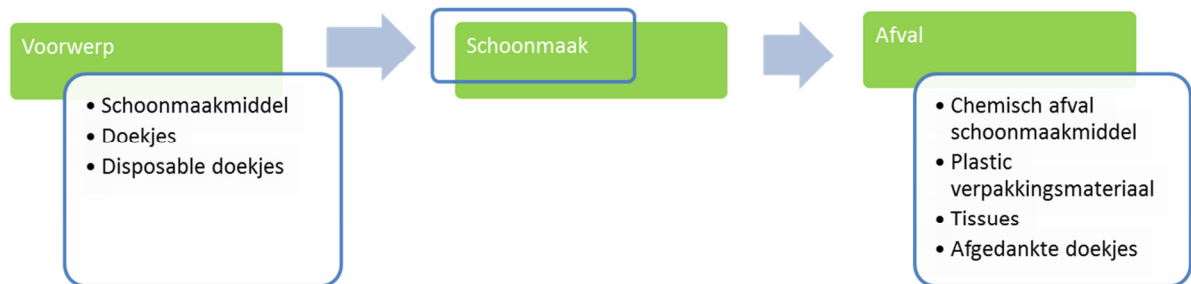 Voorwerp
• Schoonmaakmiddel
• Doekjes
• Disposable doekjes
Schoonmaak
Afval
• Chemisch afval
schoonmaakmiddel
• Plastic
verpakkingsmateriaal
• Tissues
• Afgedankte doekjes